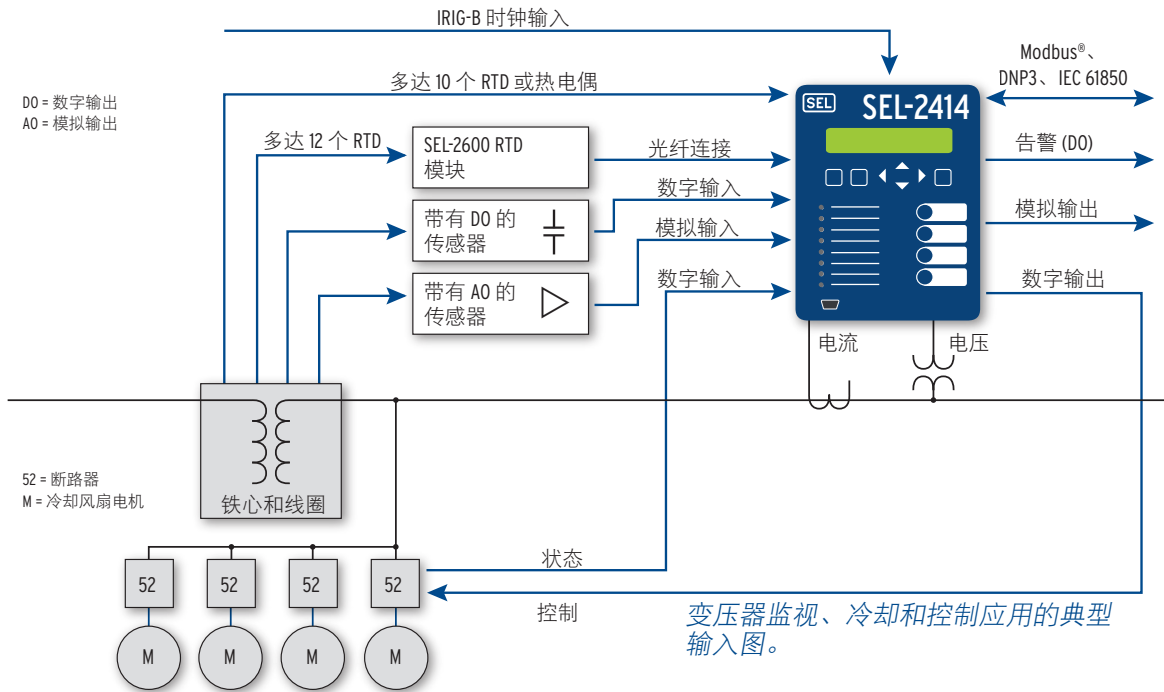 IRIG-B 时钟输入
Modbus®、
DNP3、IEC 61850
多达 10 个 RTD 或热电偶
DO = 数字输出
AO = 模拟输出
SEL
SEL-2414
多达 12 个 RTD
SEL-2600 RTD
模块
光纤连接
告警 (DO)
数字输入
带有 DO 的
传感器
模拟输入
模拟输出
带有 AO 的
传感器
数字输入
数字输出
电流
电压
52 = 断路器
M = 冷却风扇电机
铁心和线圈
状态
52
52
52
52
控制
变压器监视、冷却和控制应用的典型
输入图。
M
M
M
M